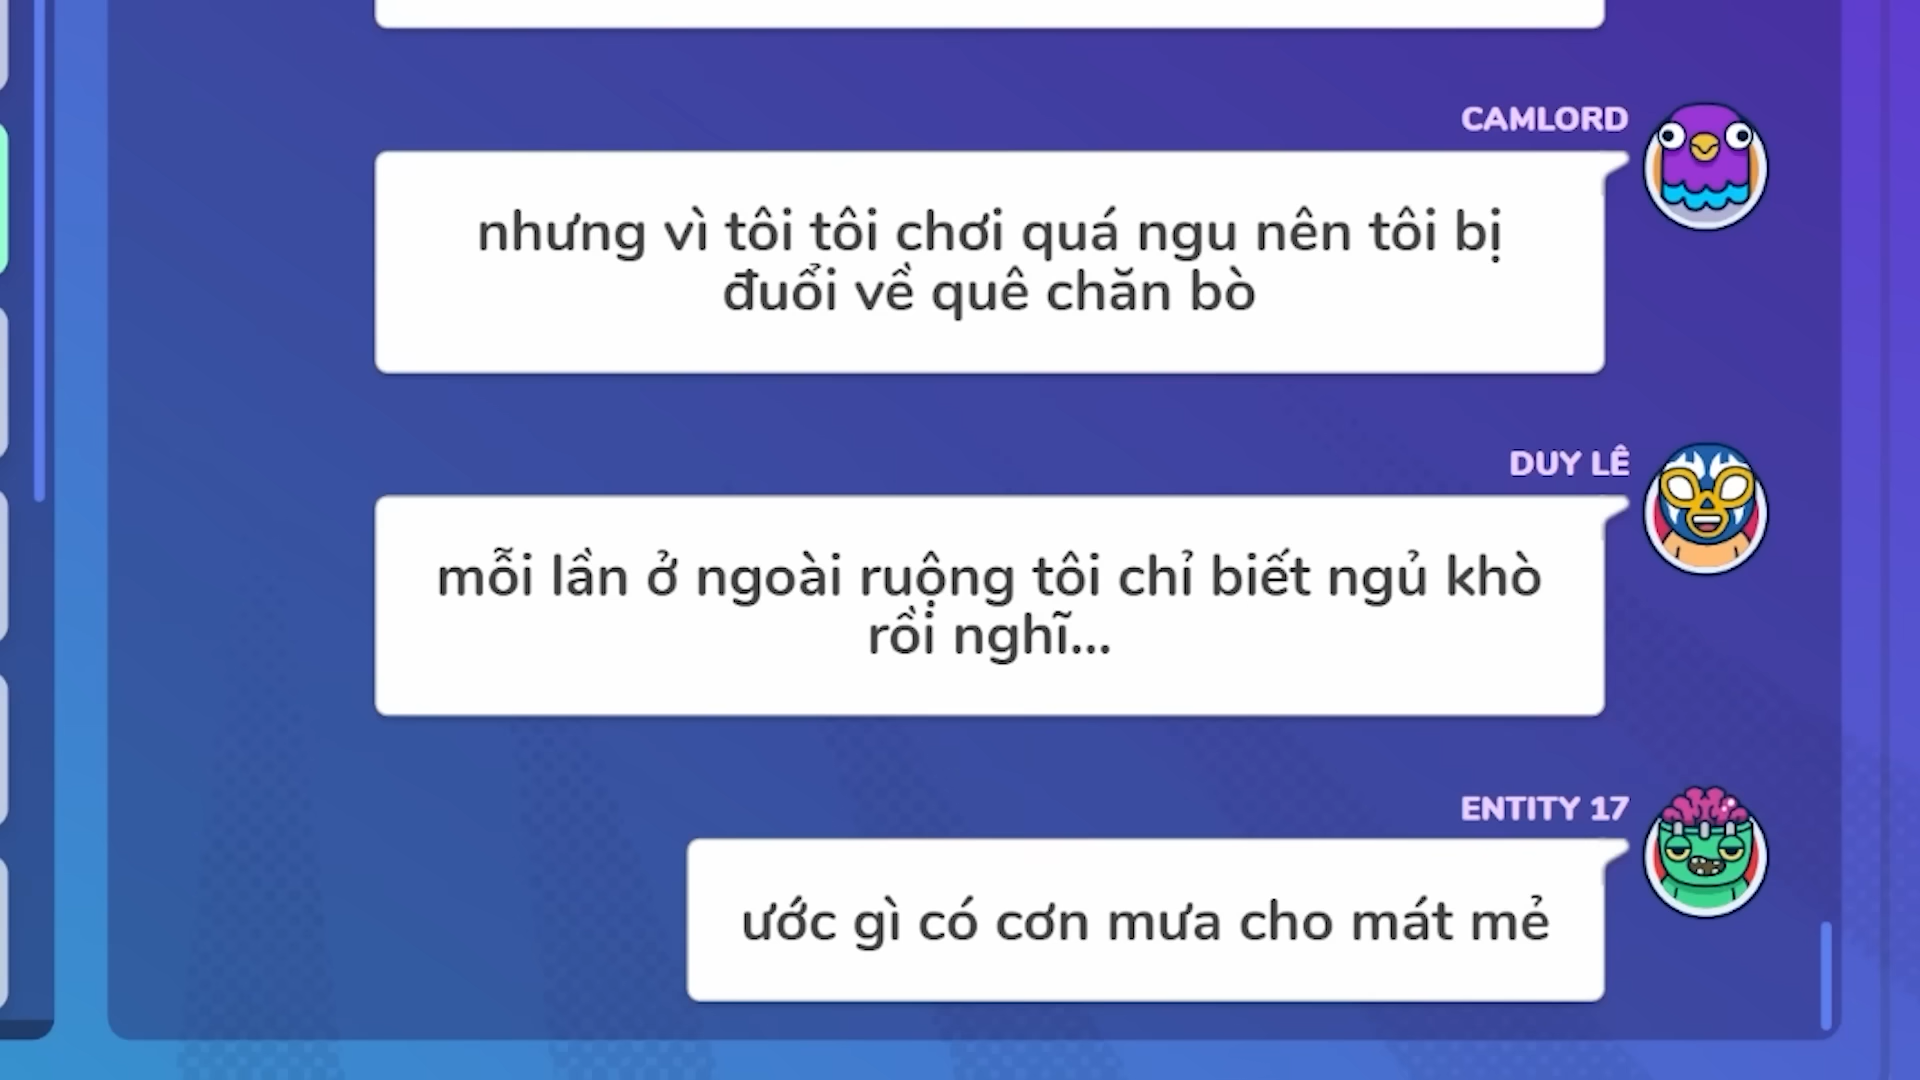 CAMLORD
nhưng vì tôi tôi chơi quá ngu nên tôi bị
đuổi về quê chăn bò
DUY LÊ
mỗi lần ở ngoài ruộng tôi chỉ biết ngủ khò
rồi nghĩ...
ENTITY 17
ước gì có cơn mưa cho mát mẻ